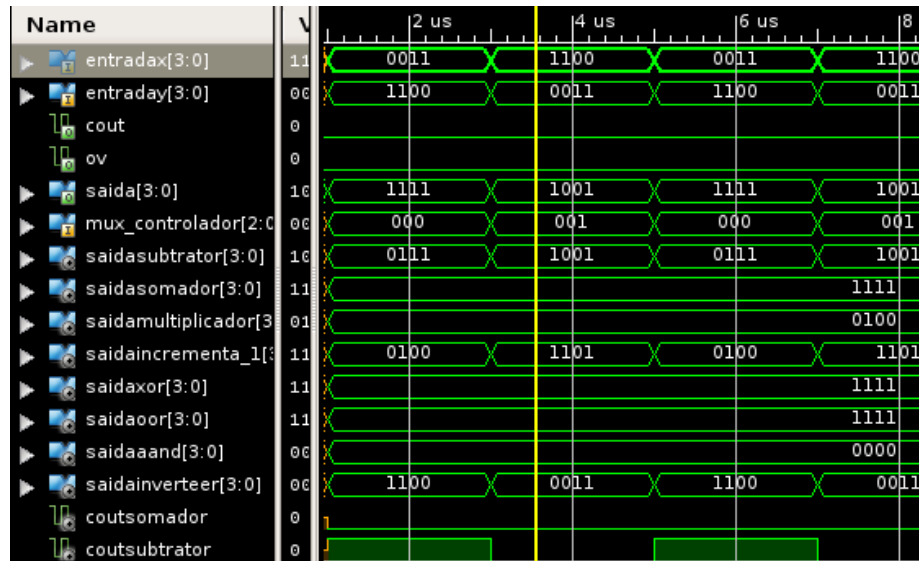 Name V 2 us 4 us 6 us 8
entradax[3:0] 11 0011 1100 0011 1100
entraday[3:0] 00 1100 0011 1100 0011
cout 0
ov 0
saida[3:0] 10 1111 1001 1111 1001
mux_controlador[2:0 00 000 001 000 001
saidasubtrator[3:0] 10 0111 1001 0111 1001
saidasomador[3:0] 11 1111
saidamultiplicador[3 01 0100
saidaincrementa_1[3 11 0100 1101 0100 1101
saidaxor[3:0] 11 1111
saidaoor[3:0] 11 1111
saidaaand[3:0] 00 0000
saidainverteer[3:0] 00 1100 0011 1100 0011
coutsomador 0
coutsubtrator 0